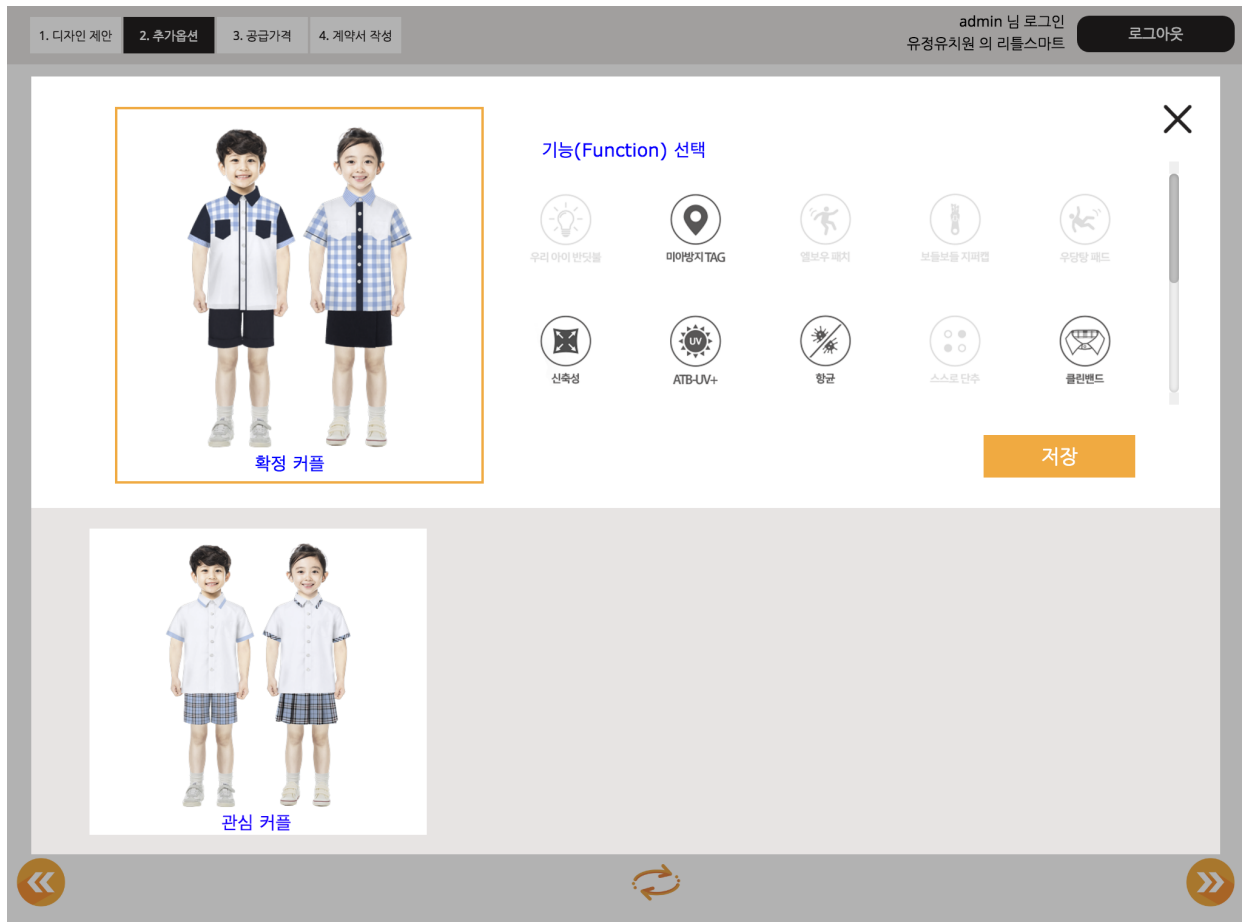 1. 디자인 제안
2. 추가옵션
3. 공급가격
4. 계약서 작성
admin 님 로그인
유정유치원 의 리틀스마트
로그아웃
기능(Function) 선택
우리 아이 반딧불
미아방지 TAG
엘보우 패치
보들보들 지퍼캡
우당탕 패드
신축성
UV
ATB-UV+
항균
스스로 단추
클린밴드
저장
확정 커플
관심 커플